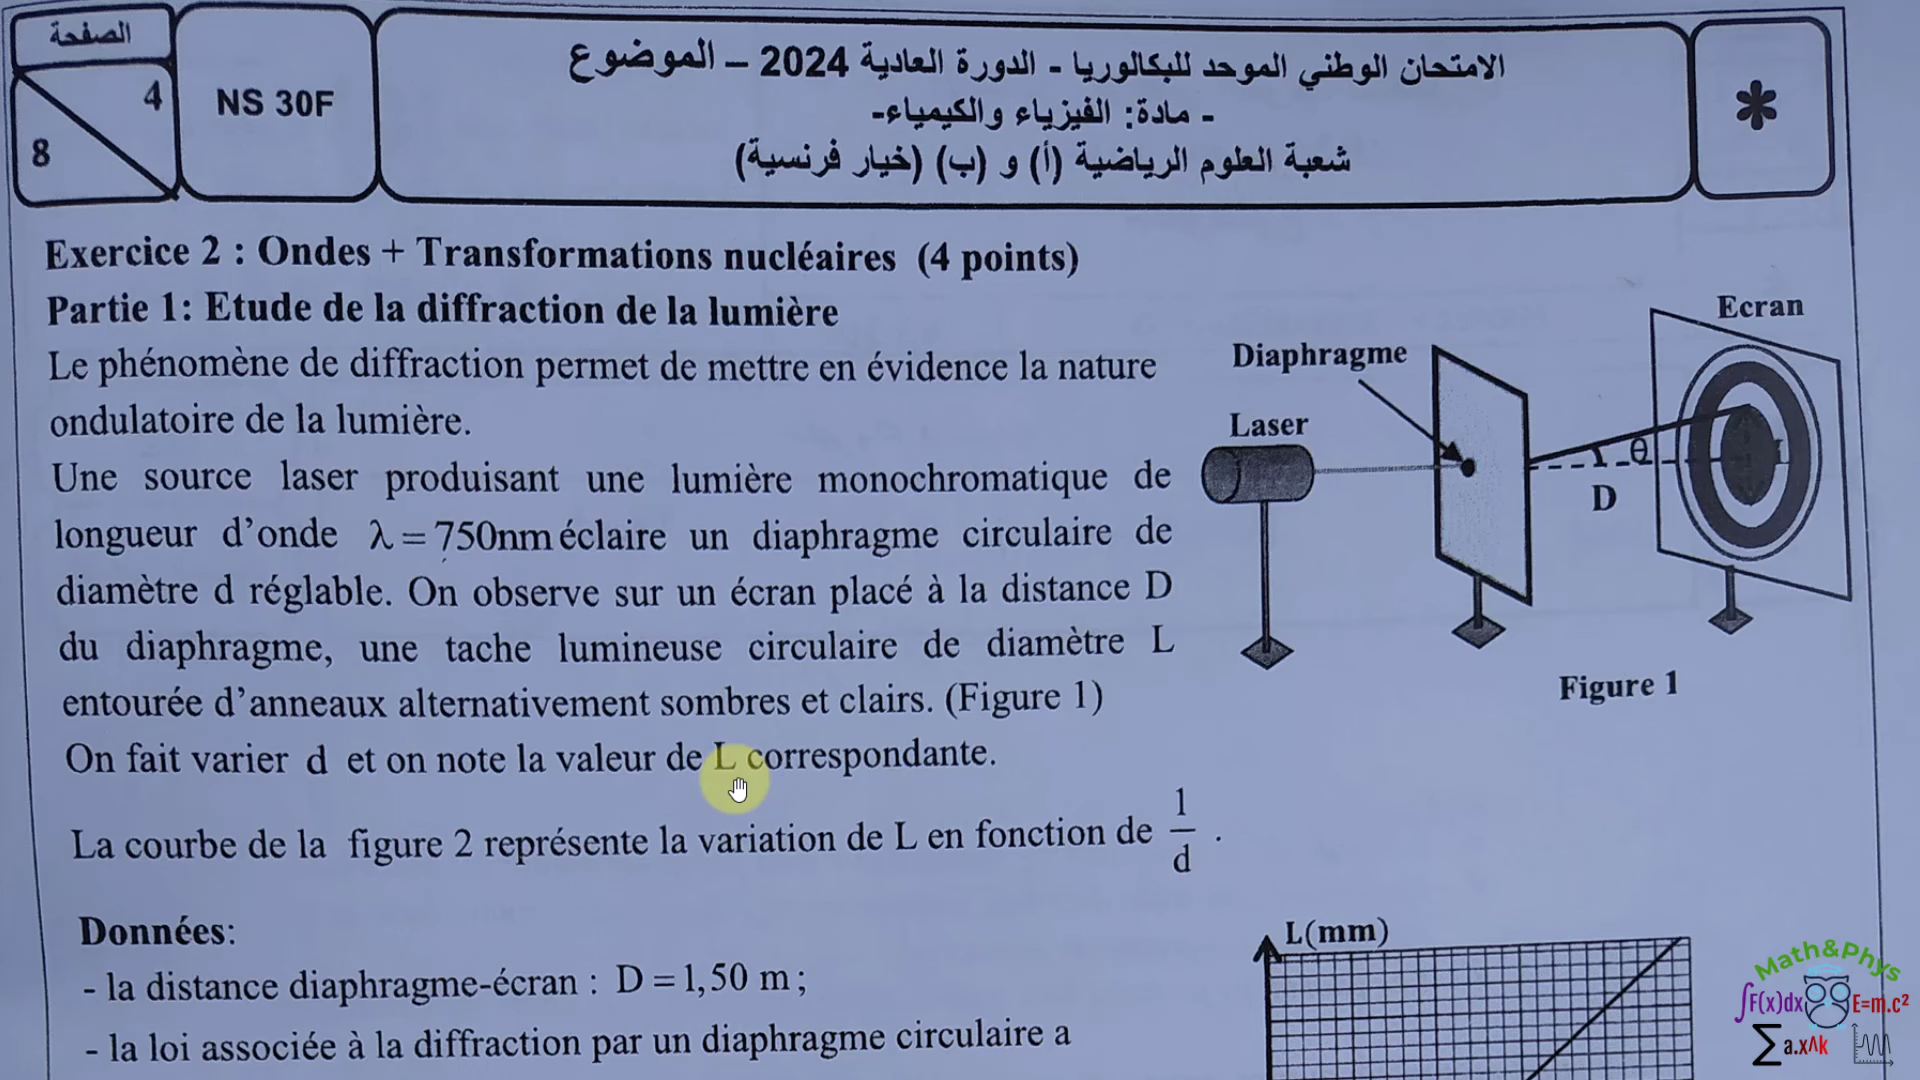 الصفحة
4
8
NS 30F
الامتحان الوطني الموحد للبكالوريا - الدورة العادية 2024 – الموضوع
- مادة: الفيزياء والكيمياء-
شعبة العلوم الرياضية (أ) و (ب) (خيار فرنسية)
*
Exercice 2 : Ondes + Transformations nucléaires (4 points)
Partie 1: Etude de la diffraction de la lumière
Le phénomène de diffraction permet de mettre en évidence la nature
ondulatoire de la lumière.
Une source laser produisant une lumière monochromatique de
longueur d'onde λ = 750nm éclaire un diaphragme circulaire de
diamètre d réglable. On observe sur un écran placé à la distance D
du diaphragme, une tache lumineuse circulaire de diamètre L
entourée d'anneaux alternativement sombres et clairs. (Figure 1)
On fait varier d et on note la valeur de L correspondante.
La courbe de la figure 2 représente la variation de L en fonction de 1/d .
Ecran
Diaphragme
Laser
θ
D
Figure 1
Données:
- la distance diaphragme-écran : D = 1,50 m ;
- la loi associée à la diffraction par un diaphragme circulaire a
L(mm)
Math&Phys
∫F(x)dx E=m.c²
∑ a.x^k